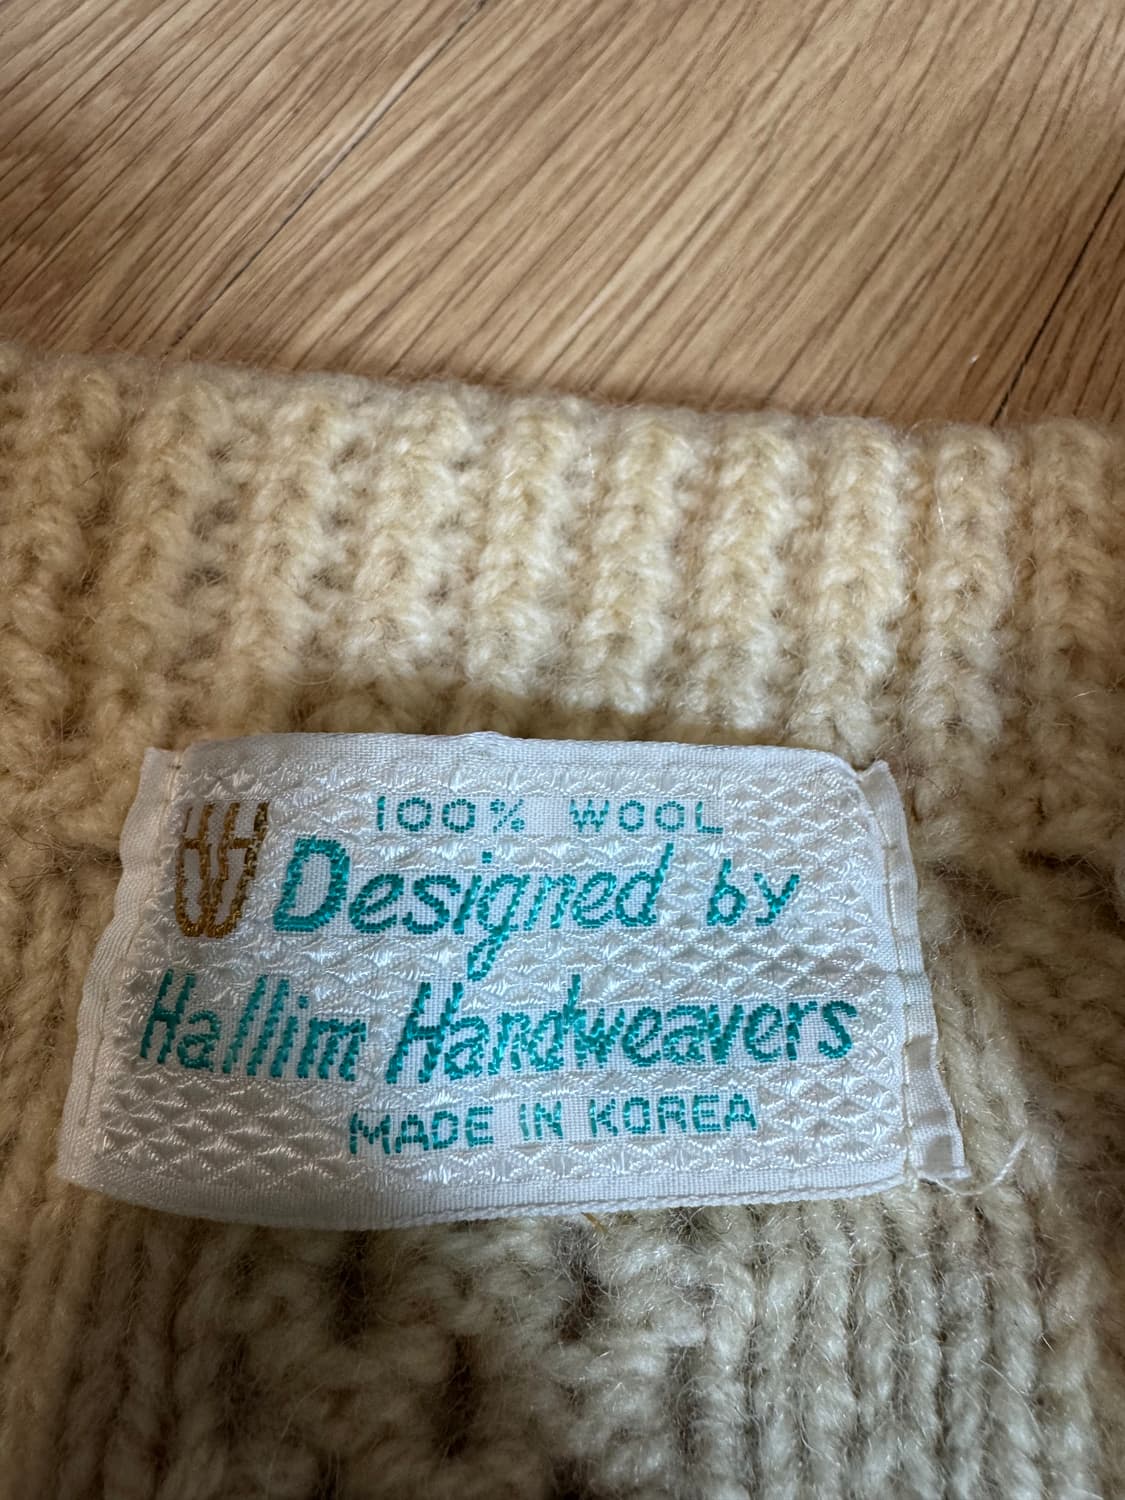 100% WOOL
Designed by
Hallim Handweavers
MADE IN KOREA